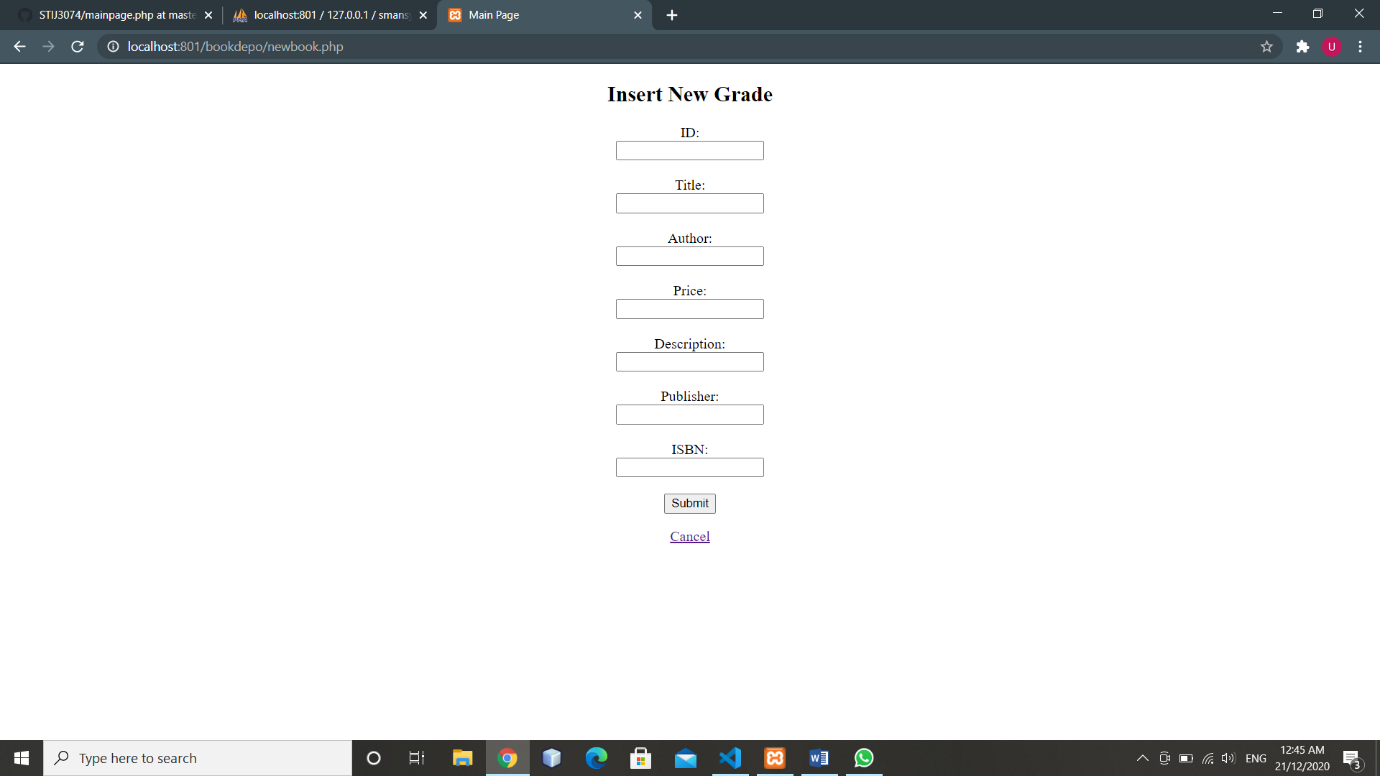 STIJ3074/mainpage.php at maste
localhost:801 / 127.0.0.1 / smans
Main Page
localhost:801/bookdepo/newbook.php
U
Insert New Grade
ID:
Title:
Author:
Price:
Description:
Publisher:
ISBN:
Submit
Cancel
Type here to search
ENG
12:45 AM
21/12/2020
3